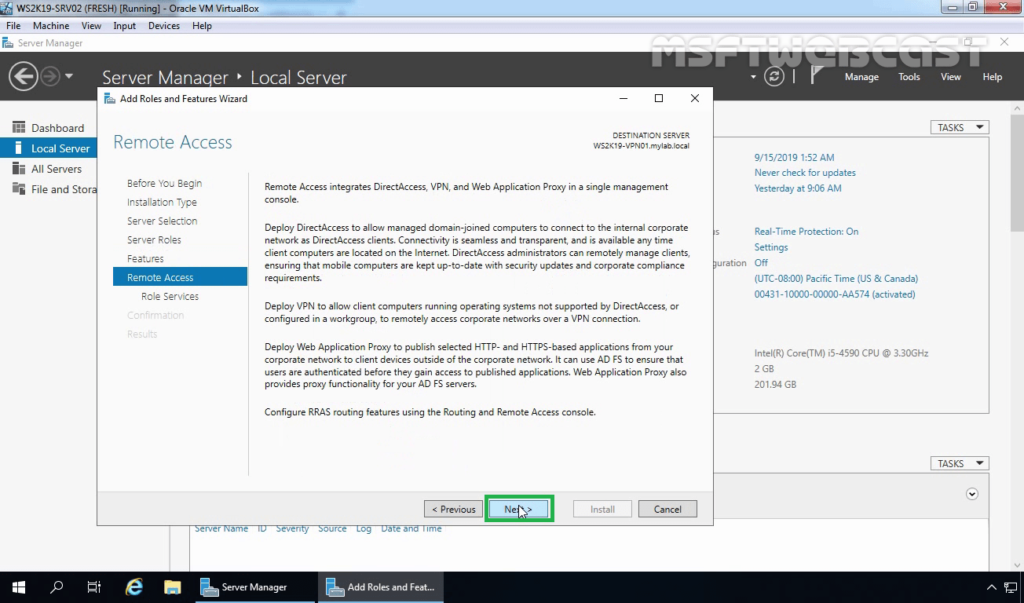 WS2K19-SRV02 (FRESH) [Running] - Oracle VM VirtualBox
File Machine View Input Devices Help
Server Manager
MSFTWEBCAST
Server Manager ‣ Local Server
Manage Tools View Help
Add Roles and Features Wizard
Dashboard
Local Server
All Servers
File and Stora
Remote Access
DESTINATION SERVER
WS2K19-VPN01.mylab.local
Before You Begin
Installation Type
Server Selection
Server Roles
Features
Remote Access
Role Services
Confirmation
Results
Remote Access integrates DirectAccess, VPN, and Web Application Proxy in a single management
console.
Deploy DirectAccess to allow managed domain-joined computers to connect to the internal corporate
network as DirectAccess clients. Connectivity is seamless and transparent, and is available any time
client computers are located on the Internet. DirectAccess administrators can remotely manage clients,
ensuring that mobile computers are kept up-to-date with security updates and corporate compliance
requirements.
Deploy VPN to allow client computers running operating systems not supported by DirectAccess, or
configured in a workgroup, to remotely access corporate networks over a VPN connection.
Deploy Web Application Proxy to publish selected HTTP- and HTTPS-based applications from your
corporate network to client devices outside of the corporate network. It can use AD FS to ensure that
users are authenticated before they gain access to published applications. Web Application Proxy also
provides proxy functionality for your AD FS servers.
Configure RRAS routing features using the Routing and Remote Access console.
< Previous Next > Install Cancel
TASKS
9/15/2019 1:52 AM
Never check for updates
Yesterday at 9:06 AM
Real-Time Protection: On
Settings
guration Off
(UTC-08:00) Pacific Time (US & Canada)
00431-10000-00000-AA574 (activated)
Intel(R) Core(TM) i5-4590 CPU @ 3.30GHz
2 GB
201.94 GB
TASKS
Server Name ID Severity Source Log Date and Time
Server Manager
Add Roles and Feat...